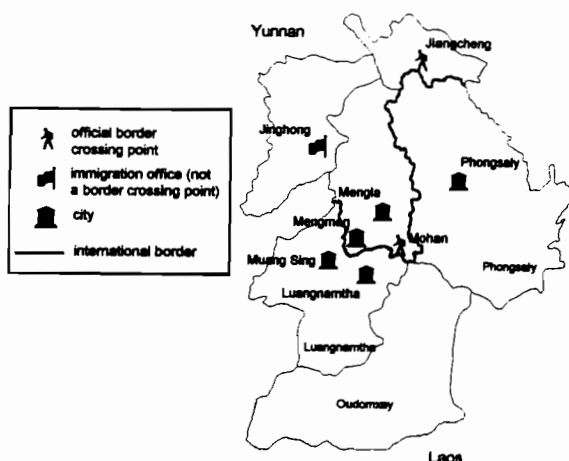 Yunnan
Jiangcheng
official border
crossing point
immigration office (not
a border crossing point)
city
international border
Jinghong
Phongsaly
Mengla
Mengman
Mohan
Muang Sing
Luangnamtha
Phongsaly
Luangnamtha
Oudomxay
Laos